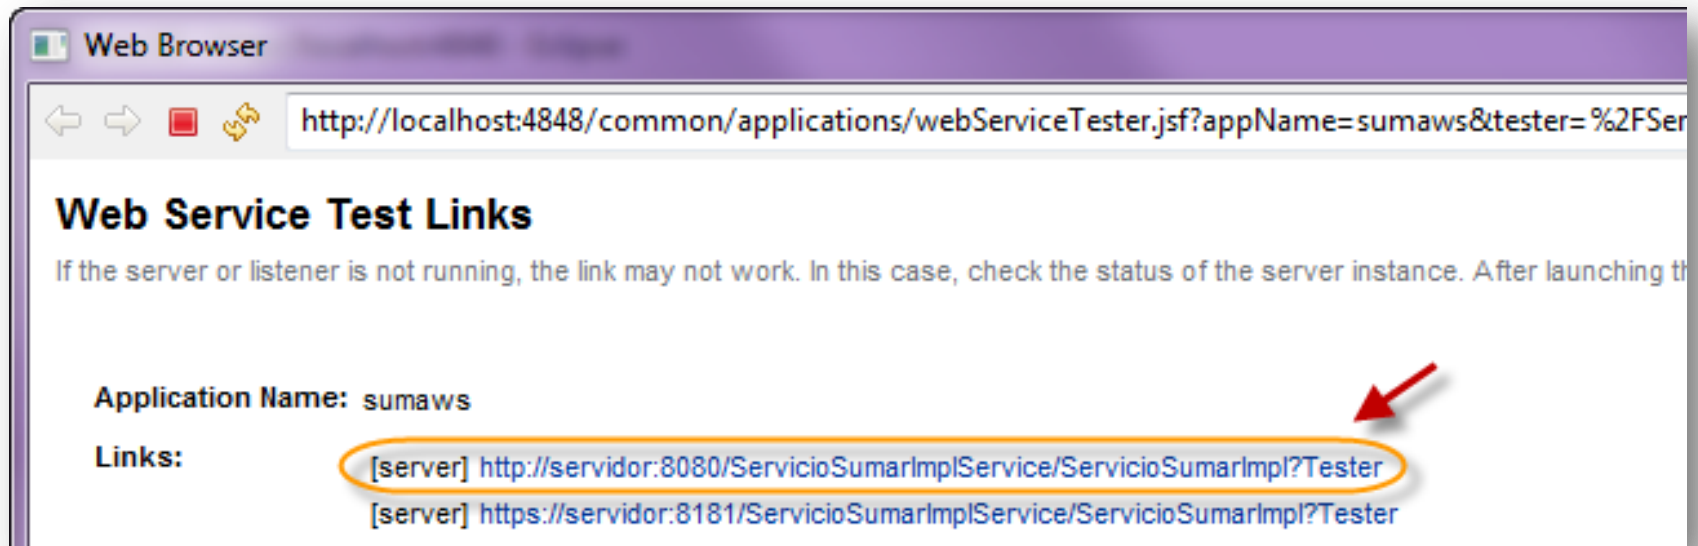 Web Browser
http://localhost:4848/common/applications/webServiceTester.jsf?appName=sumaws&tester=%2FSer
Web Service Test Links
If the server or listener is not running, the link may not work. In this case, check the status of the server instance. After launching th
Application Name: sumaws
Links:
[server] http://servidor:8080/ServicioSumarImplService/ServicioSumarImpl?Tester
[server] https://servidor:8181/ServicioSumarImplService/ServicioSumarImpl?Tester